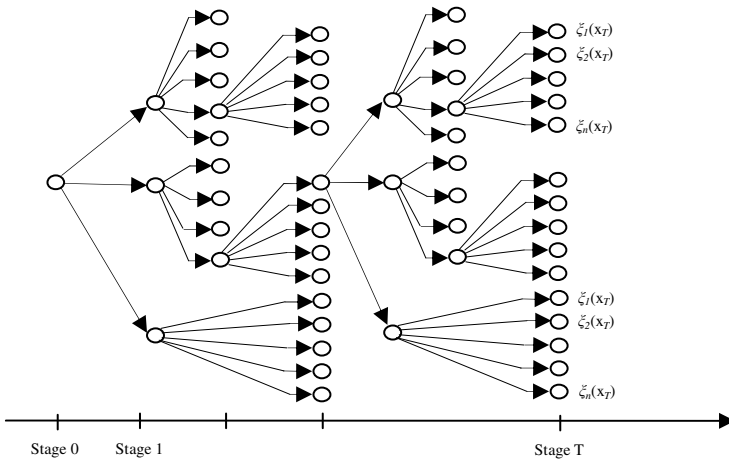 ξ1(xT)
ξ2(xT)
ξn(xT)
ξ1(xT)
ξ2(xT)
ξn(xT)
Stage 0 Stage 1 Stage T